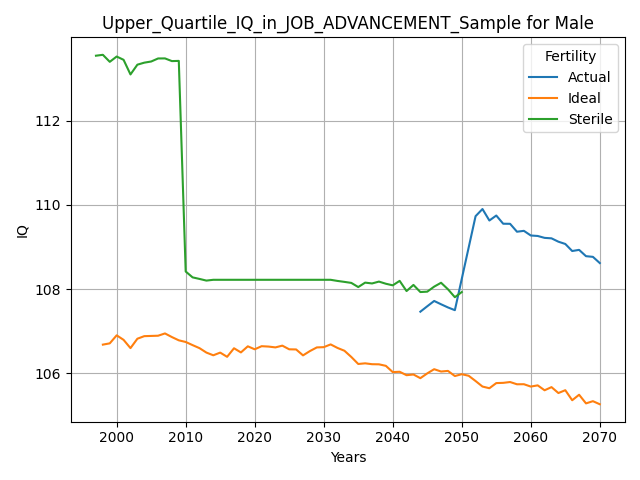 Upper_Quartile_IQ_in_JOB_ADVANCEMENT_Sample for Male
Fertility
Actual
Ideal
Sterile
112
110
108
106
IQ
2000
2010
2020
2030
2040
2050
2060
2070
Years